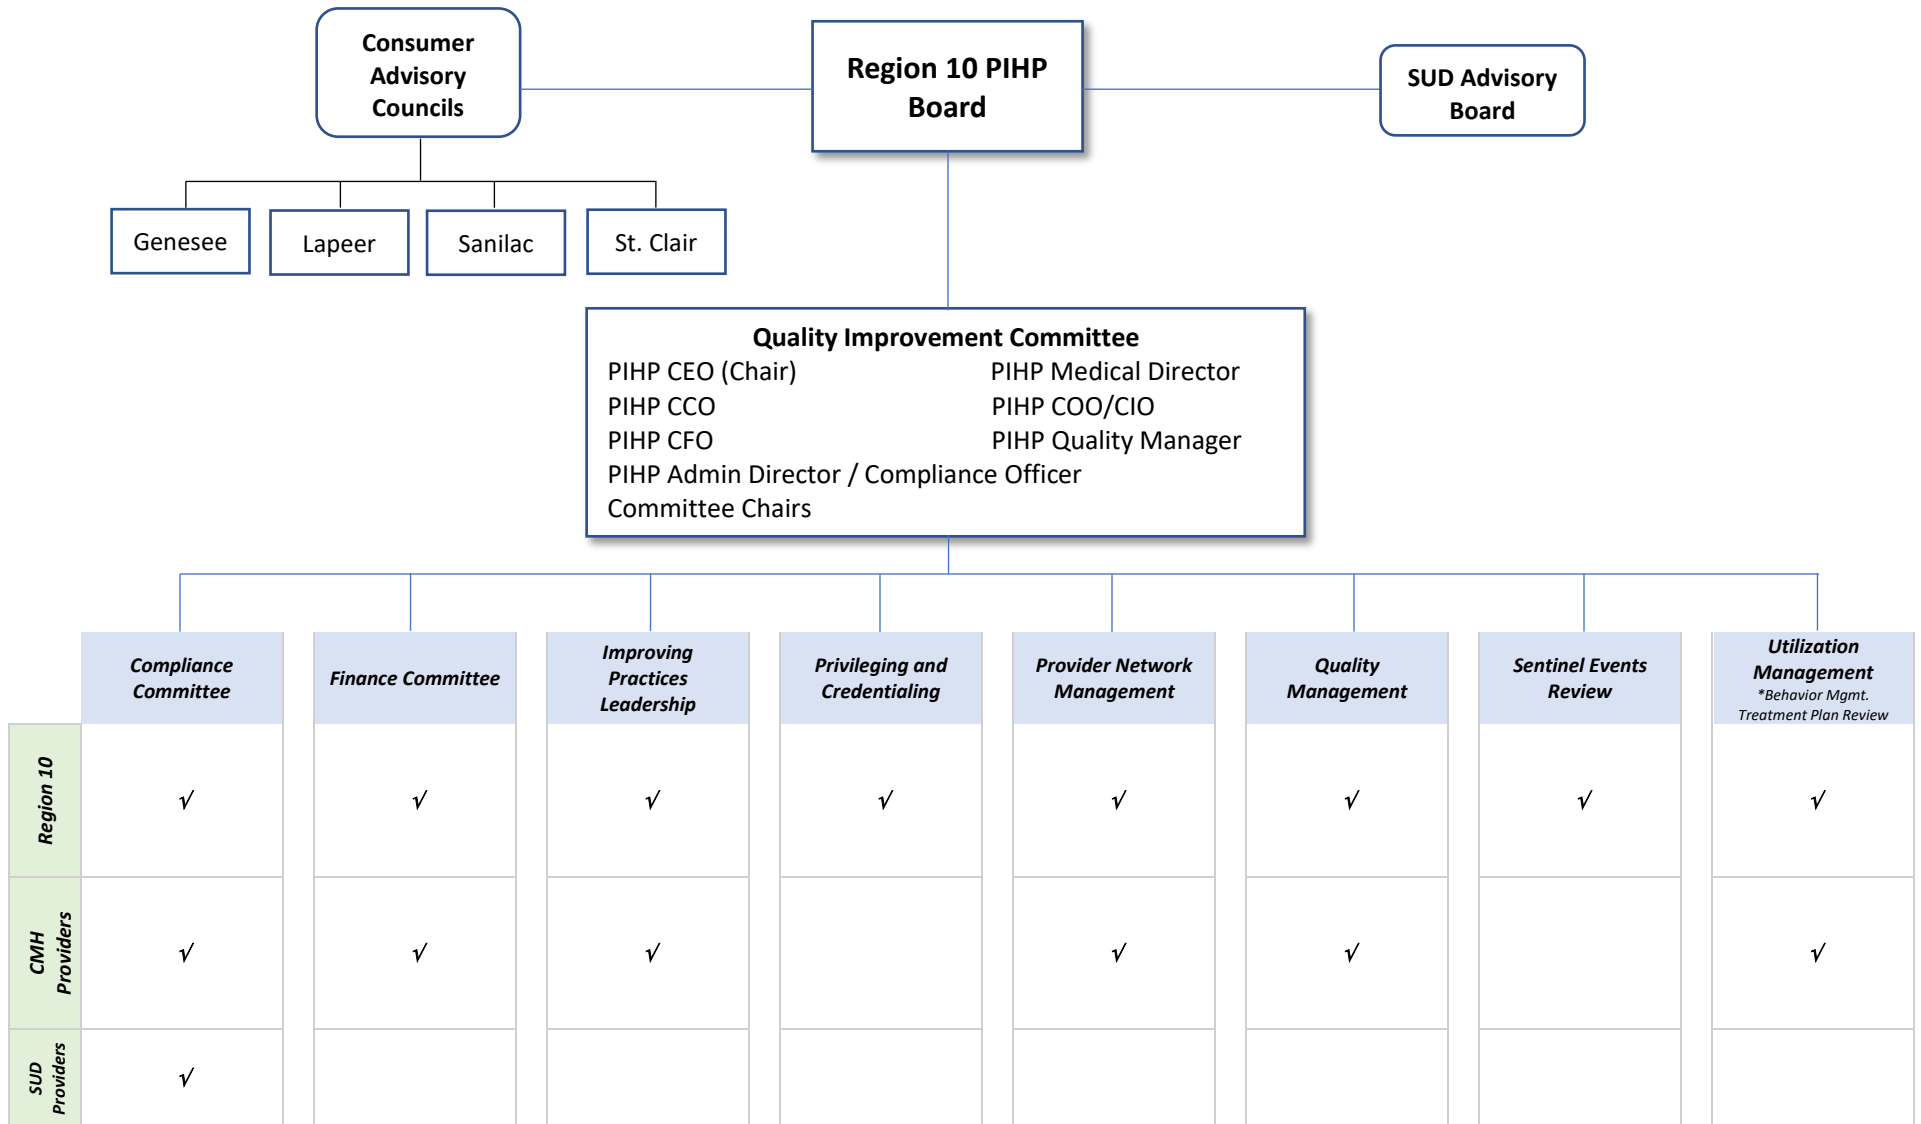 Consumer
Advisory
Councils
Region 10 PIHP
Board
SUD Advisory
Board
Genesee
Lapeer
Sanilac
St. Clair
Quality Improvement Committee
PIHP CEO (Chair) PIHP Medical Director
PIHP CCO PIHP COO/CIO
PIHP CFO PIHP Quality Manager
PIHP Admin Director / Compliance Officer
Committee Chairs
Compliance
Committee
Finance Committee
Improving
Practices
Leadership
Privileging and
Credentialing
Provider Network
Management
Quality
Management
Sentinel Events
Review
Utilization
Management
*Behavior Mgmt.
Treatment Plan Review
Region 10
√ √ √ √ √ √ √ √
CMH
Providers
√ √ √ √ √ √
SUD
Providers
√